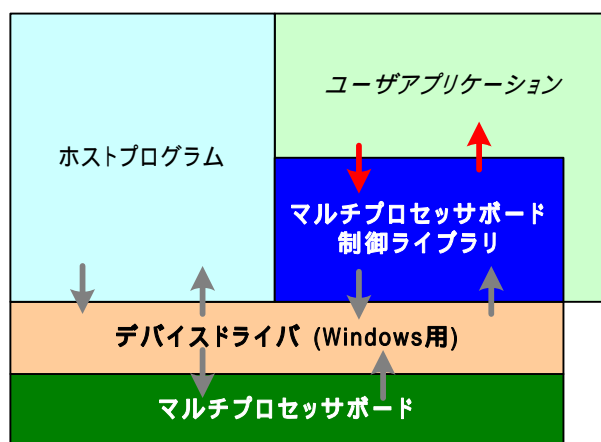 ユーザアプリケーション
ホストプログラム
マルチプロセッサボード
制御ライブラリ
デバイスドライバ (Windows用)
マルチプロセッサボード